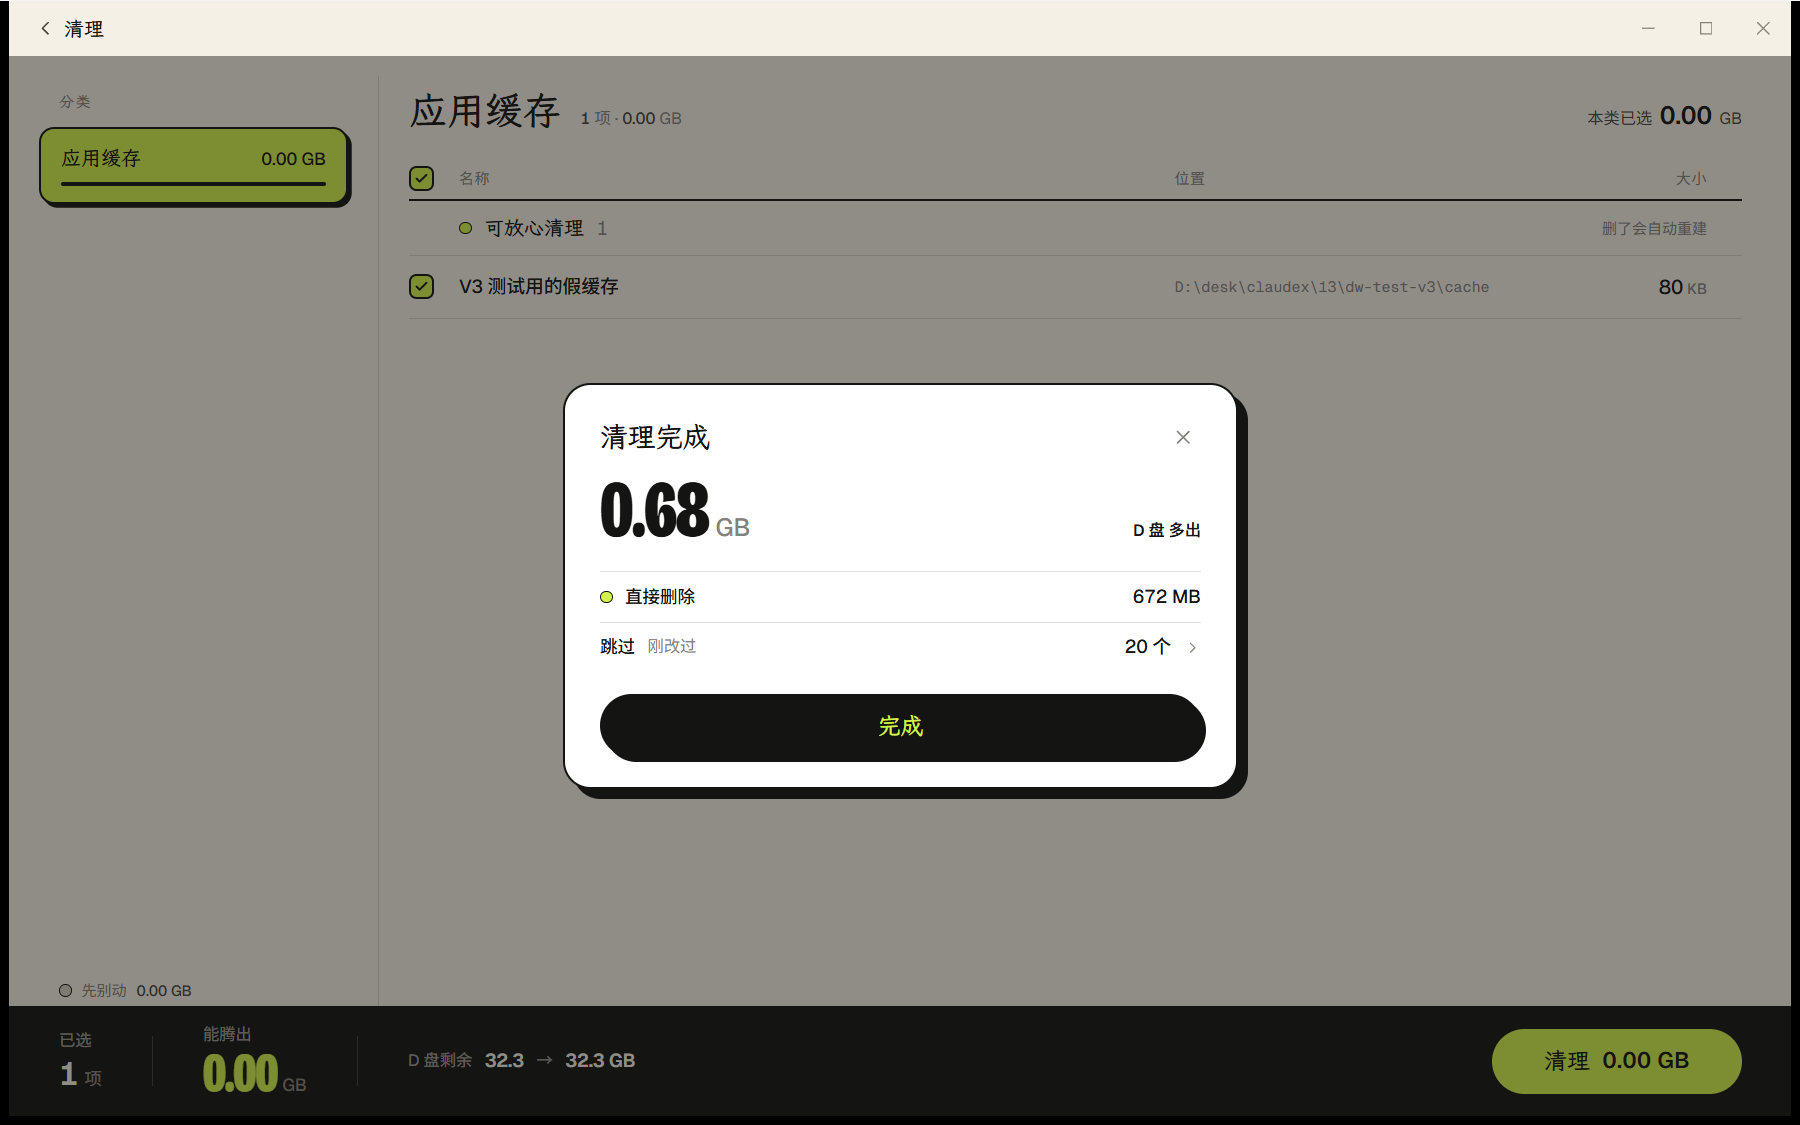 清理
分类
应用缓存 0.00 GB
应用缓存 1 项 · 0.00 GB 本类已选 0.00 GB
名称 位置 大小
可放心清理 1 删了会自动重建
V3 测试用的假缓存 D:\desk\claudex\13\dw-test-v3\cache 80 KB
清理完成
0.68 GB D 盘 多出
直接删除 672 MB
跳过 刚改过 20 个
完成
先别动 0.00 GB
已选
1 项
能腾出
0.00 GB
D 盘剩余 32.3 → 32.3 GB
清理 0.00 GB